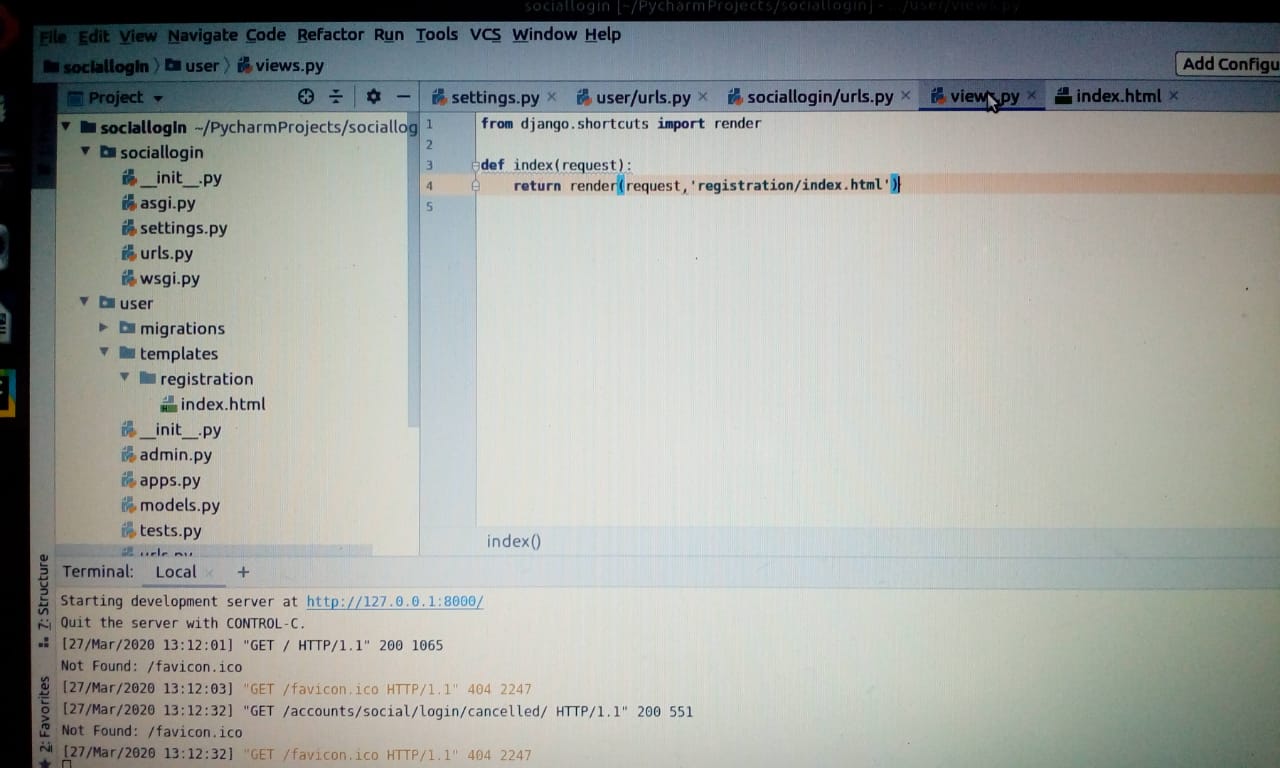 sociallogin [~/PycharmProjects/sociallogin] - .../user/views.py
File Edit View Navigate Code Refactor Run Tools VCS Window Help
sociallogin user views.py
Add Configu
Project
settings.py user/urls.py sociallogin/urls.py views.py index.html
sociallogin ~/PycharmProjects/sociallog
sociallogin
__init__.py
asgi.py
settings.py
urls.py
wsgi.py
user
migrations
templates
registration
index.html
__init__.py
admin.py
apps.py
models.py
tests.py
urls.py
1 from django.shortcuts import render
2
3 def index(request):
4 return render(request,'registration/index.html')
5
index()
7: Structure
2: Favorites
Terminal: Local +
Starting development server at http://127.0.0.1:8000/
Quit the server with CONTROL-C.
[27/Mar/2020 13:12:01] "GET / HTTP/1.1" 200 1065
Not Found: /favicon.ico
[27/Mar/2020 13:12:03] "GET /favicon.ico HTTP/1.1" 404 2247
[27/Mar/2020 13:12:32] "GET /accounts/social/login/cancelled/ HTTP/1.1" 200 551
Not Found: /favicon.ico
[27/Mar/2020 13:12:32] "GET /favicon.ico HTTP/1.1" 404 2247